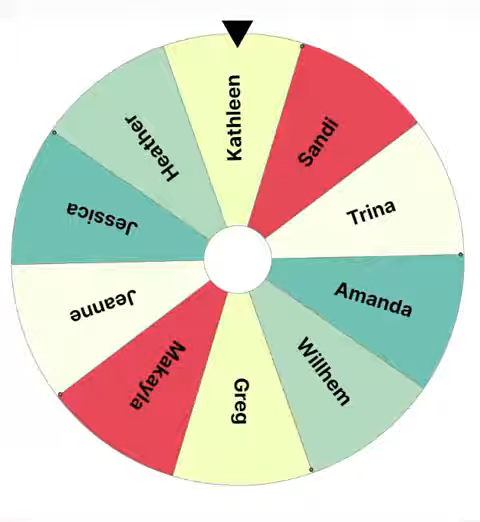 Kathleen
Sandi
Trina
Amanda
Willhem
Greg
Makayla
Jeanne
Jessica
Heather